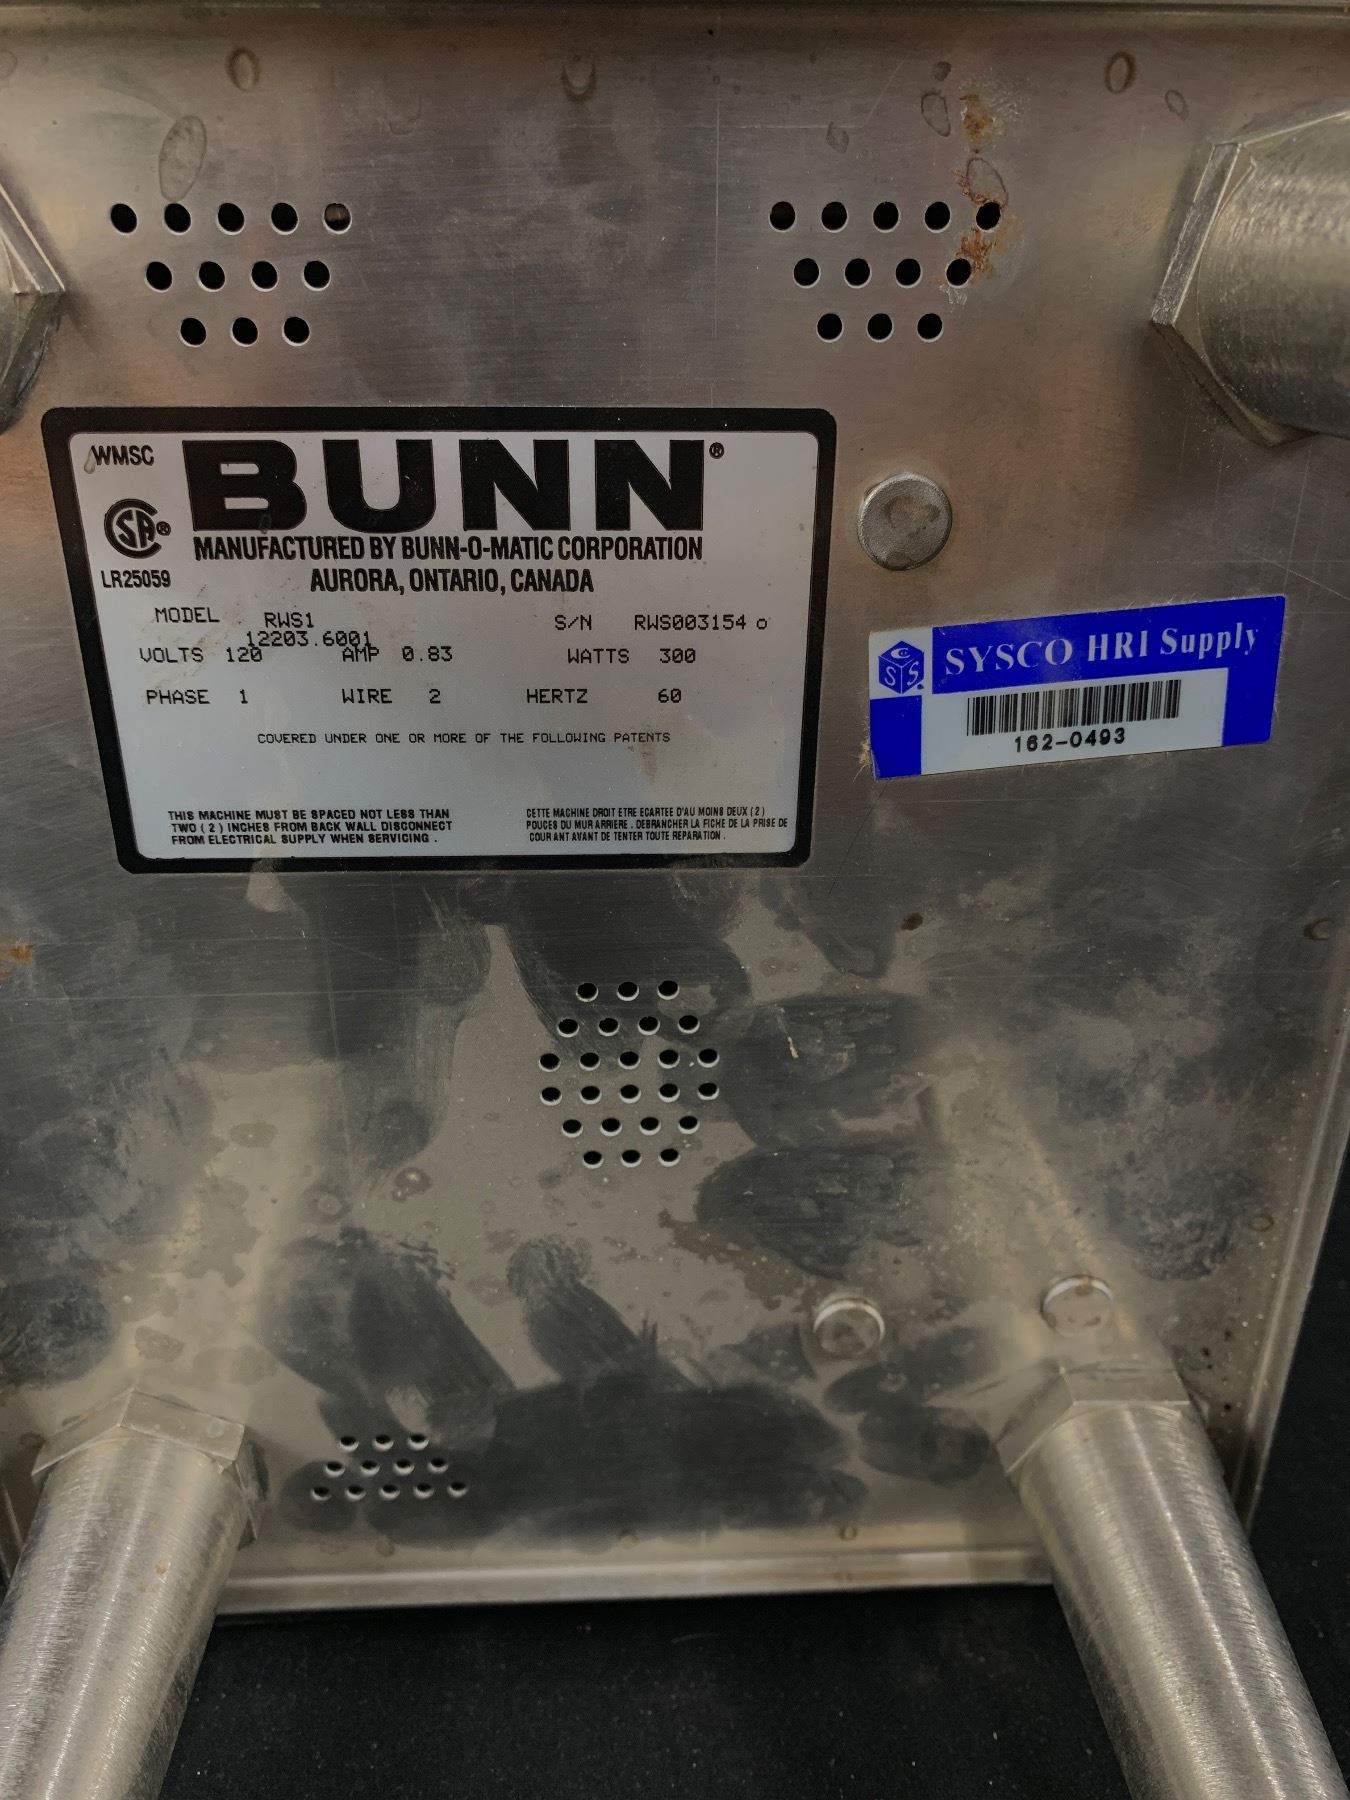 WMSC
BUNN®
CSA®
MANUFACTURED BY BUNN-O-MATIC CORPORATION
LR25059
AURORA, ONTARIO, CANADA
MODEL RWS1 S/N RWS003154 o
12203.6001
VOLTS 120 AMP 0.83 WATTS 300
PHASE 1 WIRE 2 HERTZ 60
COVERED UNDER ONE OR MORE OF THE FOLLOWING PATENTS
THIS MACHINE MUST BE SPACED NOT LESS THAN
TWO ( 2 ) INCHES FROM BACK WALL DISCONNECT
FROM ELECTRICAL SUPPLY WHEN SERVICING .
CETTE MACHINE DROIT ETRE ECARTEE D'AU MOINS DEUX ( 2 )
POUCES DU MUR ARRIERE . DEBRANCHER LA FICHE DE LA PRISE DE
COUR ANT AVANT DE TENTER TOUTE REPARATION .
SYSCO HRI Supply
162-0493